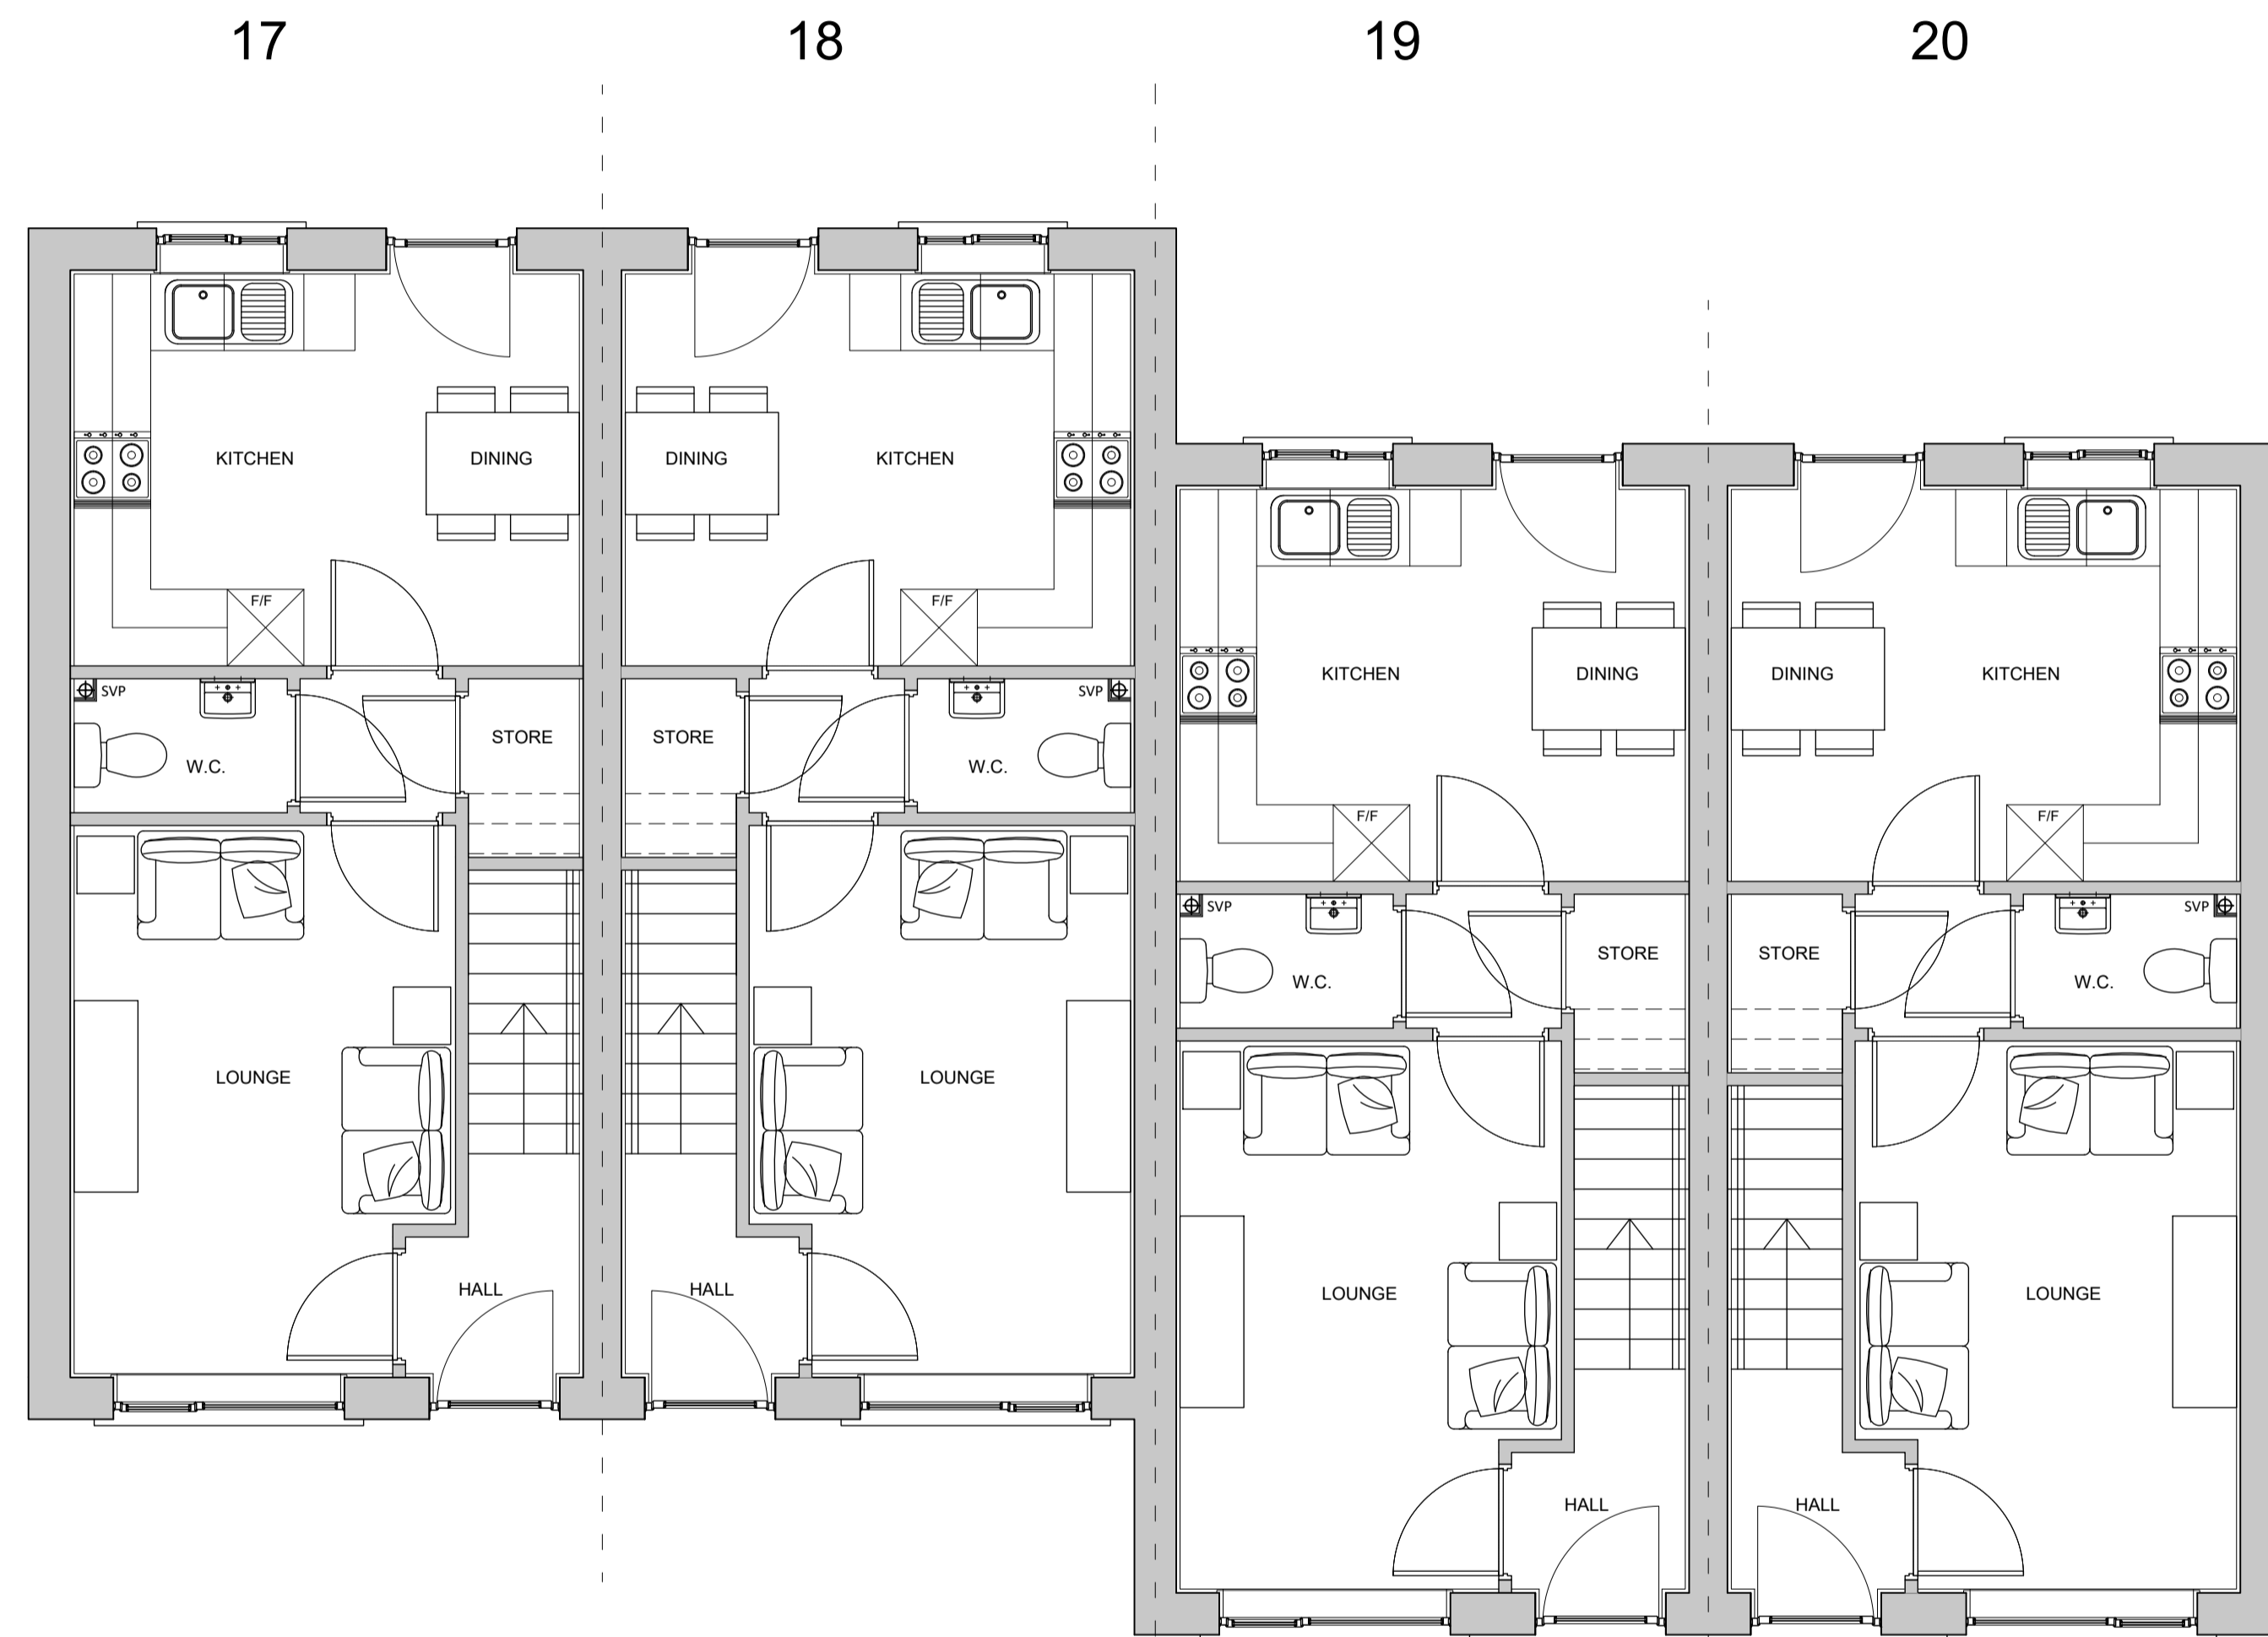 17 18 19 20
KITCHEN DINING DINING KITCHEN
F/F F/F
KITCHEN DINING DINING KITCHEN
SVP SVP
STORE STORE
W.C. W.C.
F/F F/F
SVP SVP
STORE STORE
W.C. W.C.
LOUNGE LOUNGE
HALL HALL
LOUNGE LOUNGE
HALL HALL